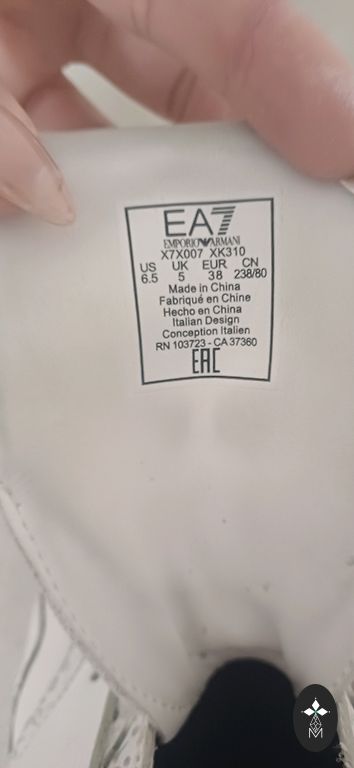 EA7
EMPORIO ARMANI
X7X007 XK310
US UK EUR CN
6.5 5 38 238/80
Made in China
Fabriqué en Chine
Hecho en China
Italian Design
Conception Italien
RN 103723 - CA 37360
EAC
M